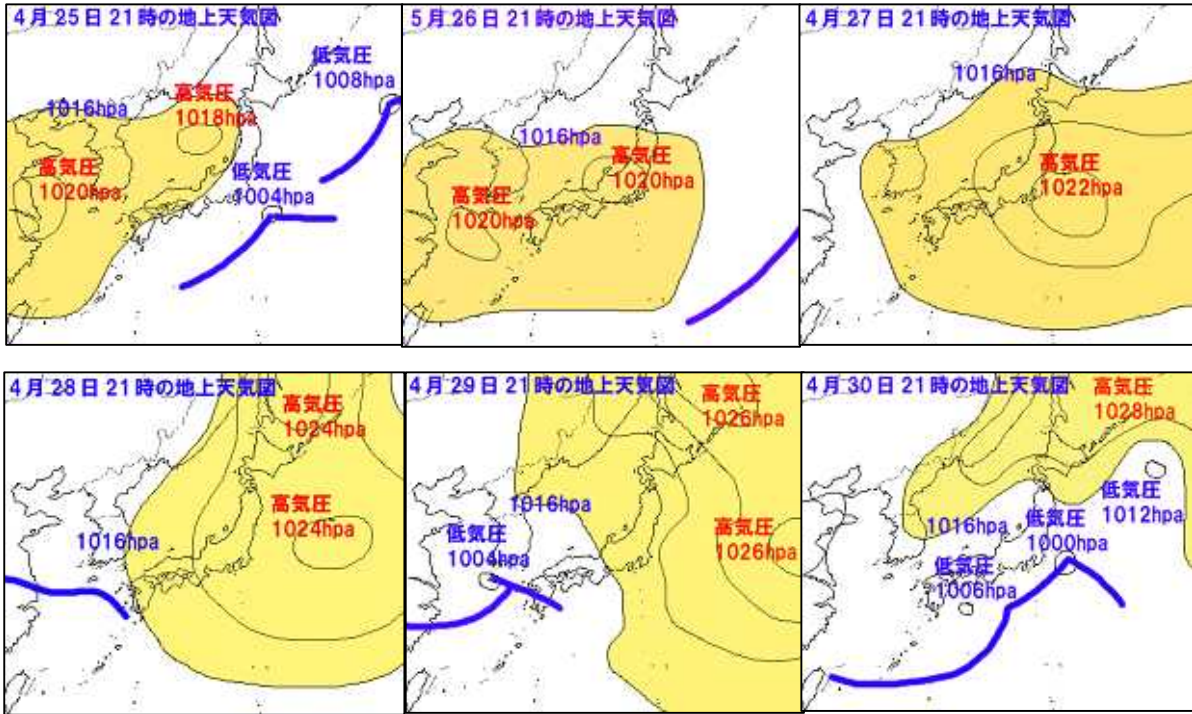 4月25日21時の地上天気図
低気圧
1008hpa
高気圧
1018hpa
1016hpa
高気圧
1020hpa
低気圧
1004hpa
5月26日21時の地上天気図
1016hpa
高気圧
1020hpa
高気圧
1020hpa
4月27日21時の地上天気図
1016hpa
高気圧
1022hpa
4月28日21時の地上天気図
高気圧
1024hpa
高気圧
1024hpa
1016hpa
4月29日21時の地上天気図
高気圧
1026hpa
1016hpa
低気圧
1004hpa
高気圧
1026hpa
4月30日21時の地上天気図
高気圧
1028hpa
低気圧
1012hpa
1016hpa
低気圧
1000hpa
低気圧
1006hpa